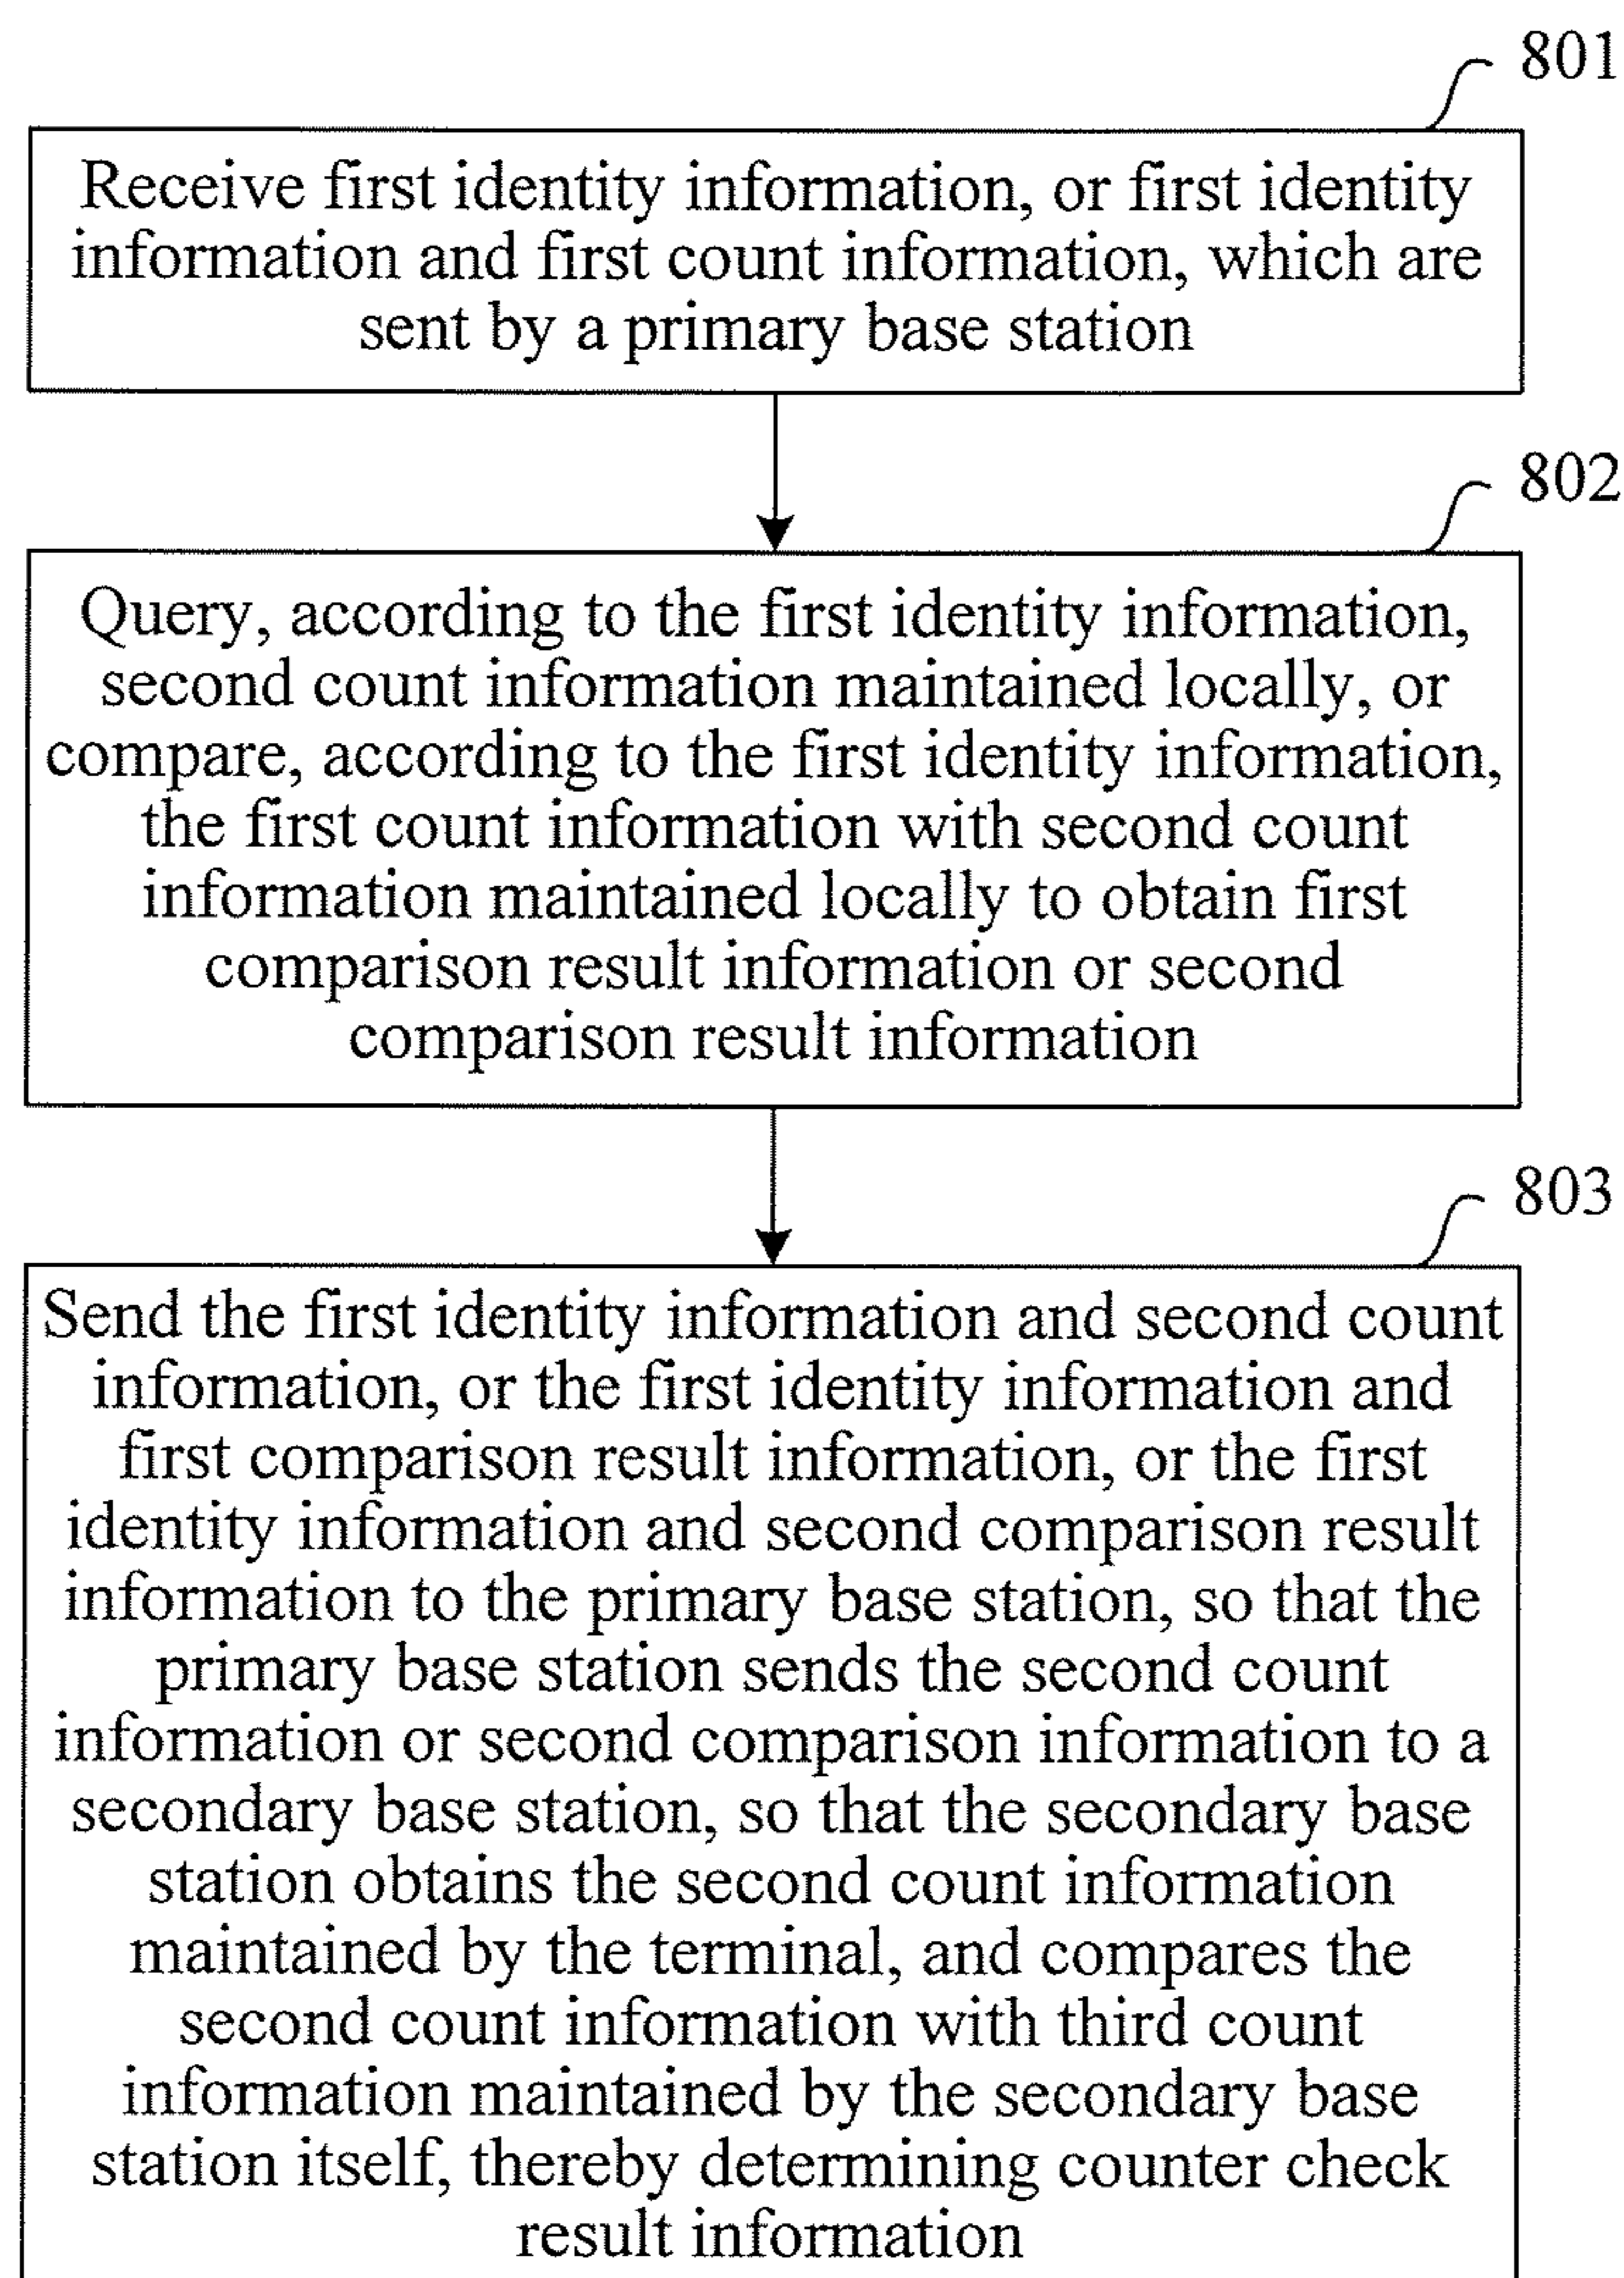 801
Receive first identity information, or first identity
information and first count information, which are
sent by a primary base station
802
Query, according to the first identity information,
second count information maintained locally, or
compare, according to the first identity information,
the first count information with second count
information maintained locally to obtain first
comparison result information or second
comparison result information
803
Send the first identity information and second count
information, or the first identity information and
first comparison result information, or the first
identity information and second comparison result
information to the primary base station, so that the
primary base station sends the second count
information or second comparison information to a
secondary base station, so that the secondary base
station obtains the second count information
maintained by the terminal, and compares the
second count information with third count
information maintained by the secondary base
station itself, thereby determining counter check
result information